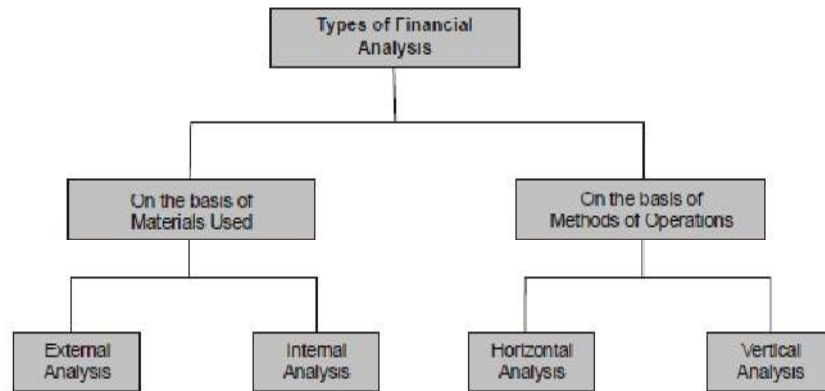 Types of Financial
Analysis
On the basis of
Materials Used
On the basis of
Methods of Operations
External
Analysis
Internal
Analysis
Horizontal
Analysis
Vertical
Analysis